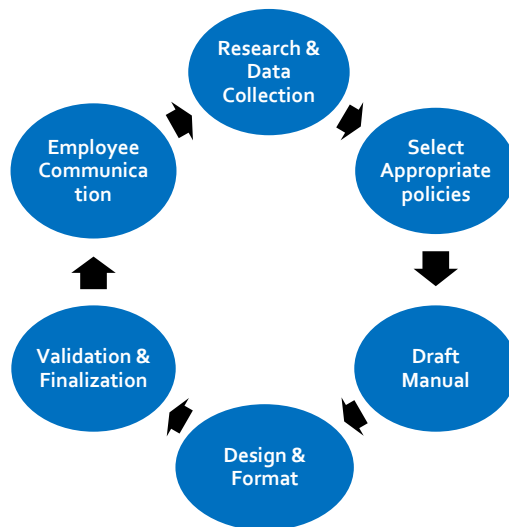 Research &
Data
Collection
Select
Appropriate
policies
Draft
Manual
Design &
Format
Validation &
Finalization
Employee
Communica
tion